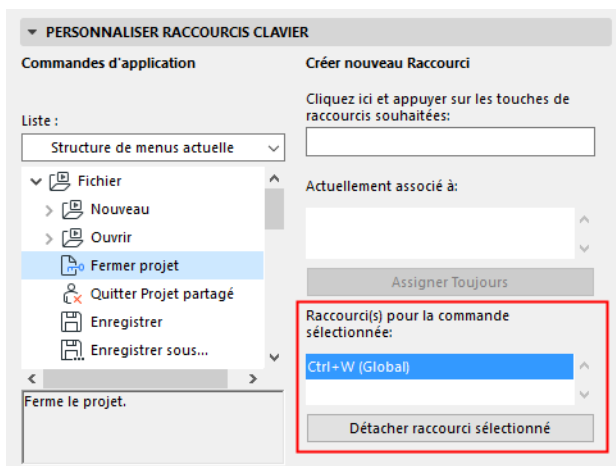 PERSONNALISER RACCOURCIS CLAVIER
Commandes d'application
Liste :
Structure de menus actuelle
Fichier
Nouveau
Ouvrir
Fermer projet
Quitter Projet partagé
Enregistrer
Enregistrer sous...
Ferme le projet.
Créer nouveau Raccourci
Cliquez ici et appuyer sur les touches de
raccourcis souhaitées:
Actuellement associé à:
Assigner Toujours
Raccourci(s) pour la commande
sélectionnée:
Ctrl+W (Global)
Détacher raccourci sélectionné